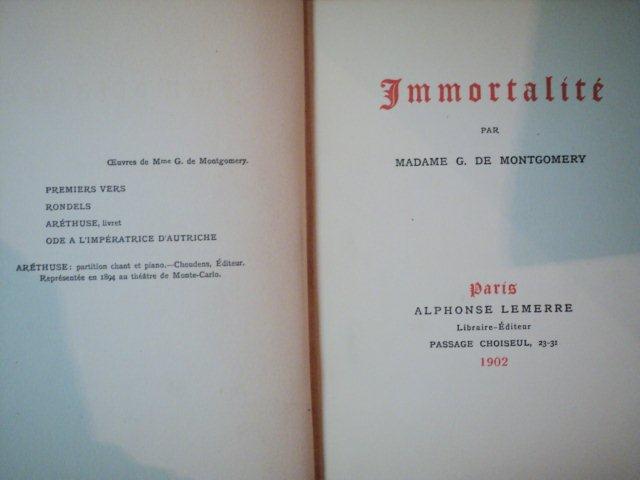 Œuvres de Mme G. de Montgomery.
PREMIERS VERS
RONDELS
ARÉTHUSE, livret
ODE A L'IMPÉRATRICE D'AUTRICHE
ARÉTHUSE: partition chant et piano.—Choudens, Éditeur.
Représentée en 1894 au théâtre de Monte-Carlo.
Immortalité
PAR
MADAME G. DE MONTGOMERY
Paris
ALPHONSE LEMERRE
Libraire-Éditeur
PASSAGE CHOISEUL, 23-31
1902